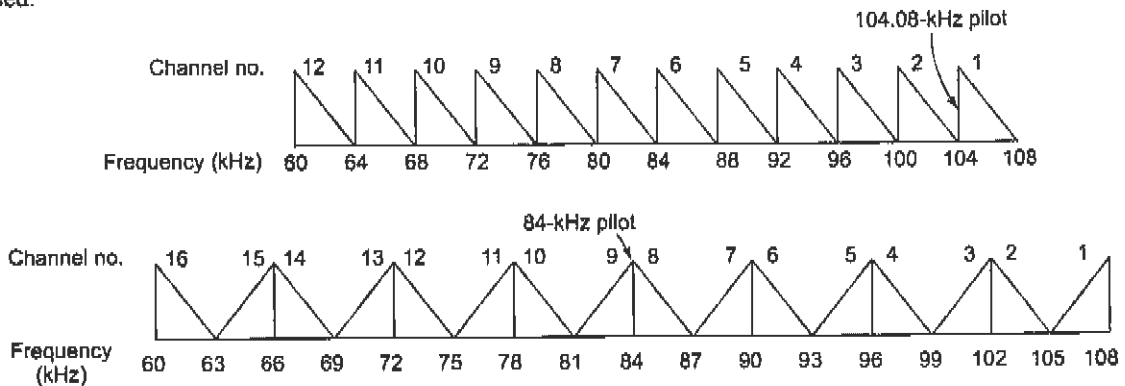 sed.
104.08-kHz pilot
Channel no. 12 11 10 9 8 7 6 5 4 3 2 1
Frequency (kHz) 60 64 68 72 76 80 84 88 92 96 100 104 108
84-kHz pilot
Channel no. 16 15 14 13 12 11 10 9 8 7 6 5 4 3 2 1
Frequency
(kHz) 60 63 66 69 72 75 78 81 84 87 90 93 96 99 102 105 108